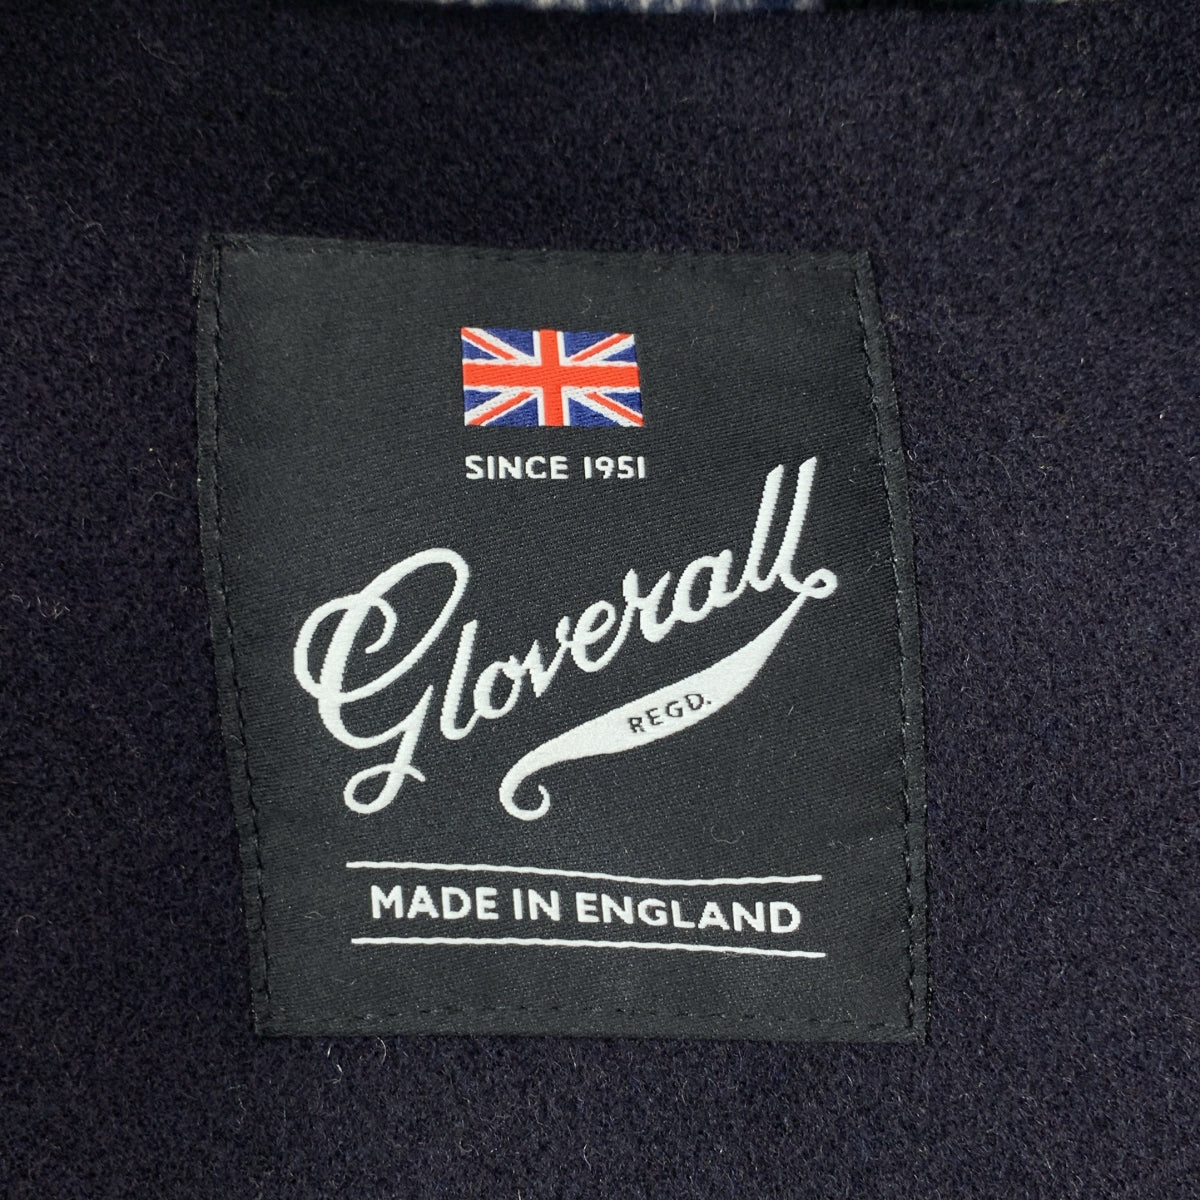 SINCE 1951
Gloverall
REGD.
MADE IN ENGLAND